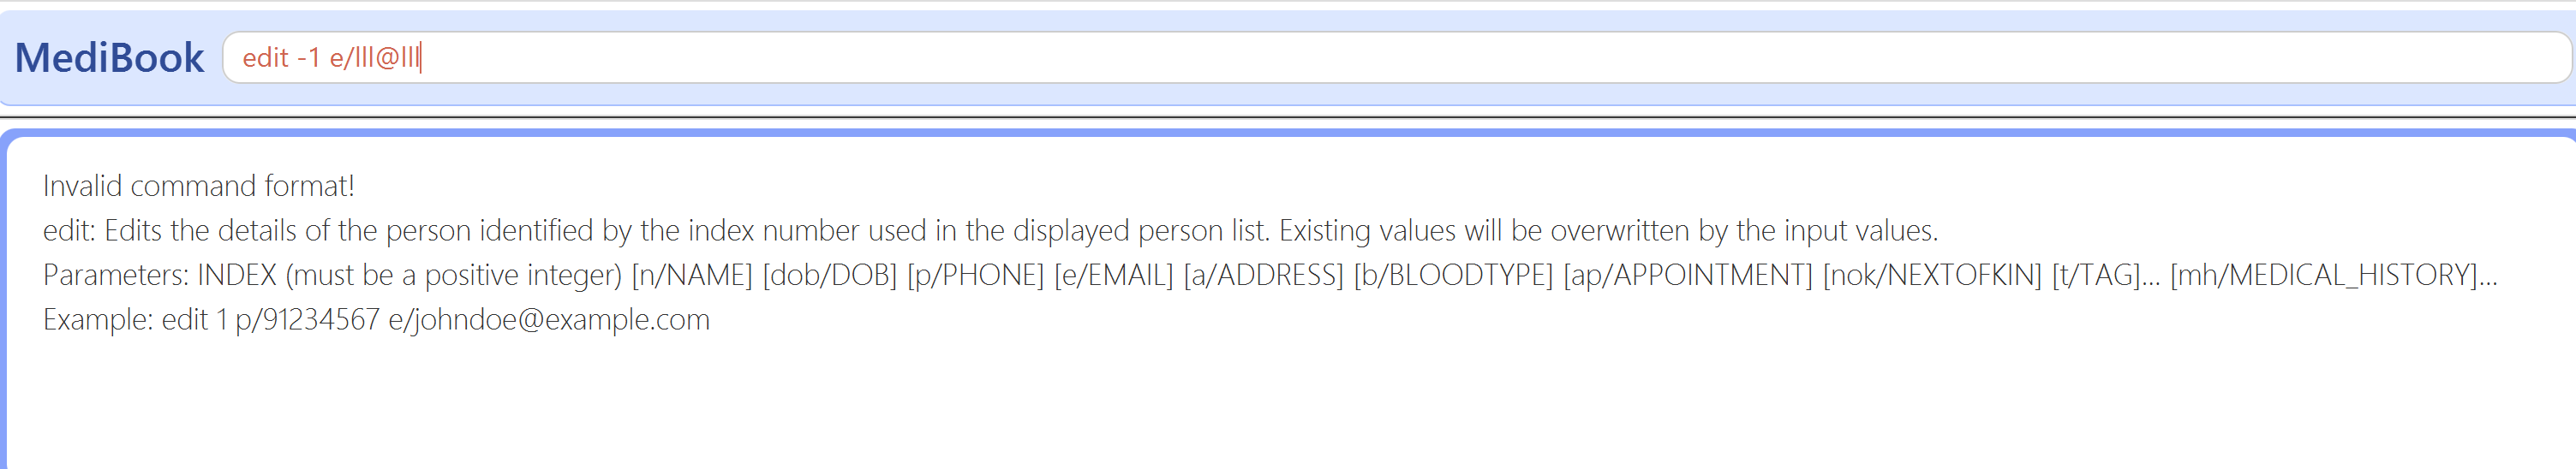 MediBook edit -1 e/lll@lll
Invalid command format!
edit: Edits the details of the person identified by the index number used in the displayed person list. Existing values will be overwritten by the input values.
Parameters: INDEX (must be a positive integer) [n/NAME] [dob/DOB] [p/PHONE] [e/EMAIL] [a/ADDRESS] [b/BLOODTYPE] [ap/APPOINTMENT] [nok/NEXTOFKIN] [t/TAG]... [mh/MEDICAL_HISTORY]...
Example: edit 1 p/91234567 e/johndoe@example.com